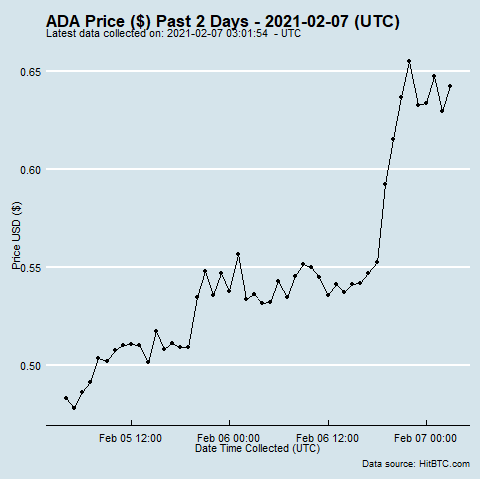 ADA Price ($) Past 2 Days - 2021-02-07 (UTC)
Latest data collected on: 2021-02-07 03:01:54 - UTC
0.65
0.60
0.55
0.50
Price USD ($)
Feb 05 12:00 Feb 06 00:00 Feb 06 12:00 Feb 07 00:00
Date Time Collected (UTC)
Data source: HitBTC.com